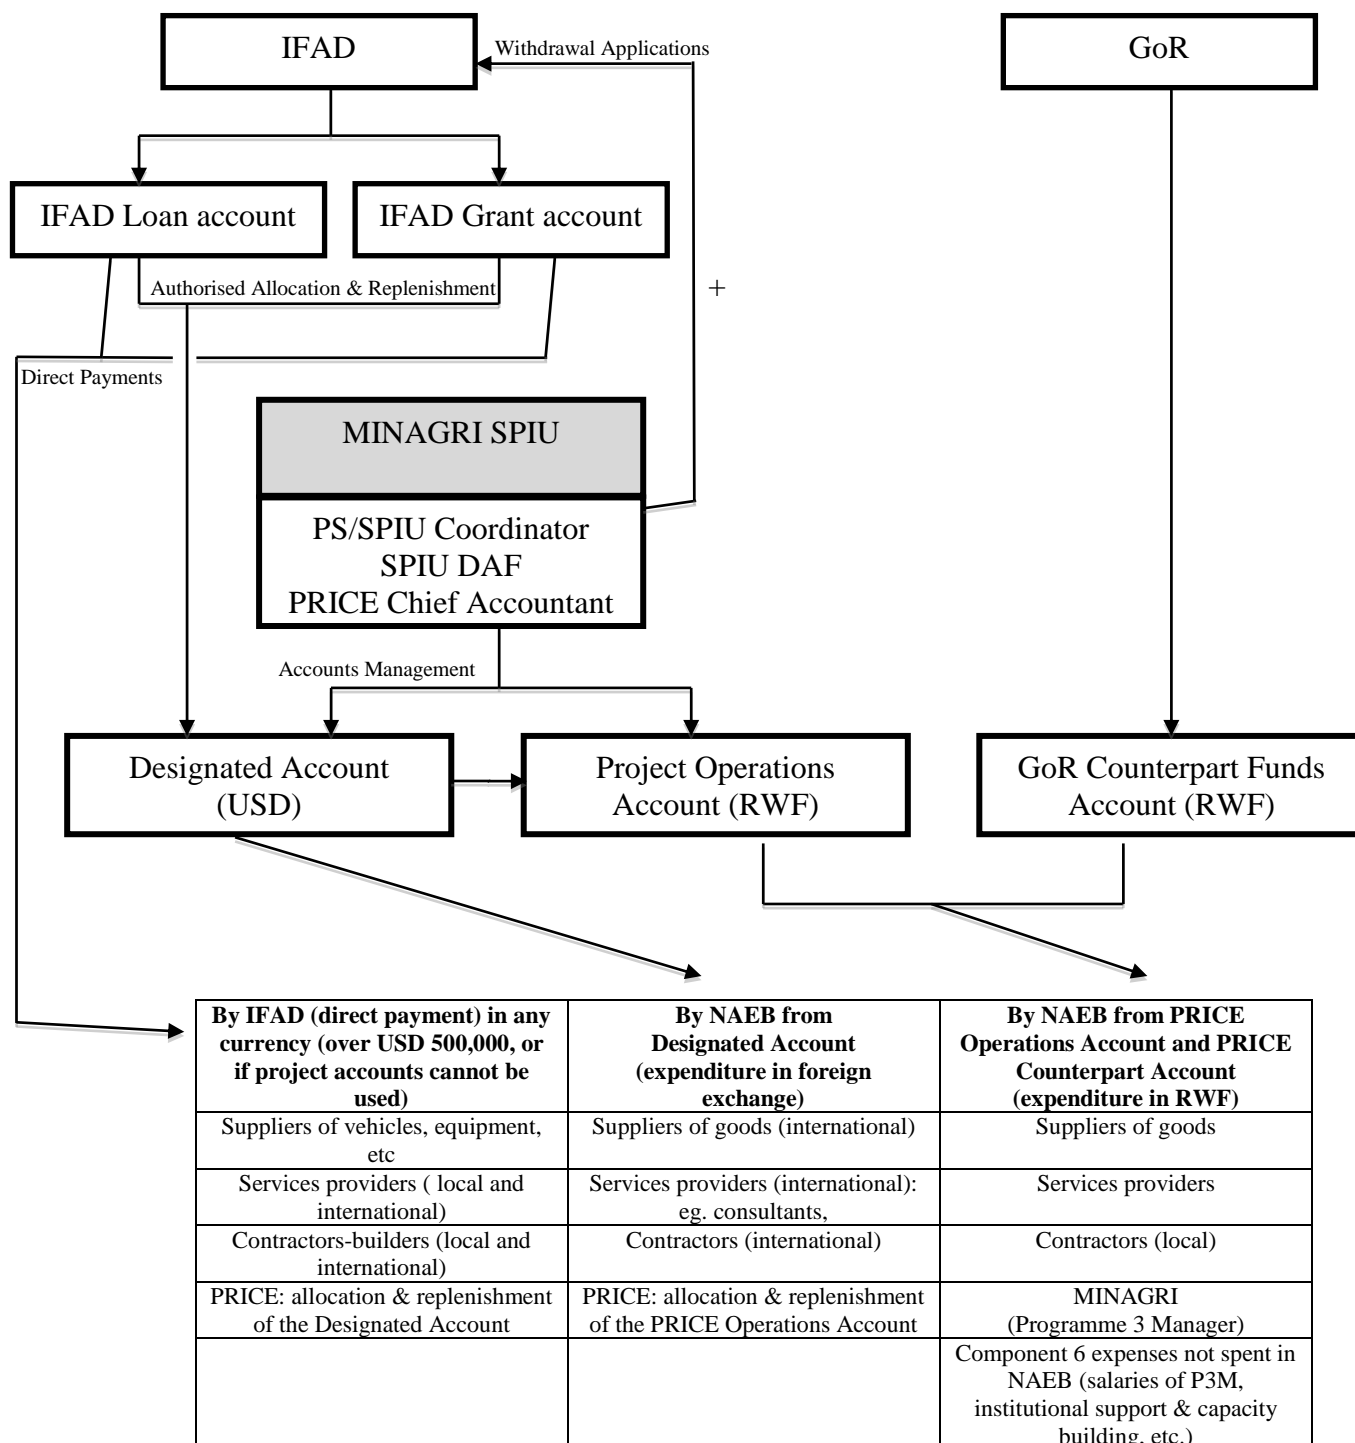 IFAD
Withdrawal Applications
GoR
IFAD Loan account
IFAD Grant account
Authorised Allocation & Replenishment
+
Direct Payments
MINAGRI SPIU
PS/SPIU Coordinator
SPIU DAF
PRICE Chief Accountant
Accounts Management
Designated Account
(USD)
Project Operations
Account (RWF)
GoR Counterpart Funds
Account (RWF)
By IFAD (direct payment) in any
currency (over USD 500,000, or
if project accounts cannot be
used)
By NAEB from
Designated Account
(expenditure in foreign
exchange)
By NAEB from PRICE
Operations Account and PRICE
Counterpart Account
(expenditure in RWF)
Suppliers of vehicles, equipment,
etc
Suppliers of goods (international)
Suppliers of goods
Services providers ( local and
international)
Services providers (international):
eg. consultants,
Services providers
Contractors-builders (local and
international)
Contractors (international)
Contractors (local)
PRICE: allocation & replenishment
of the Designated Account
PRICE: allocation & replenishment
of the PRICE Operations Account
MINAGRI
(Programme 3 Manager)
Component 6 expenses not spent in
NAEB (salaries of P3M,
institutional support & capacity
building, etc.)